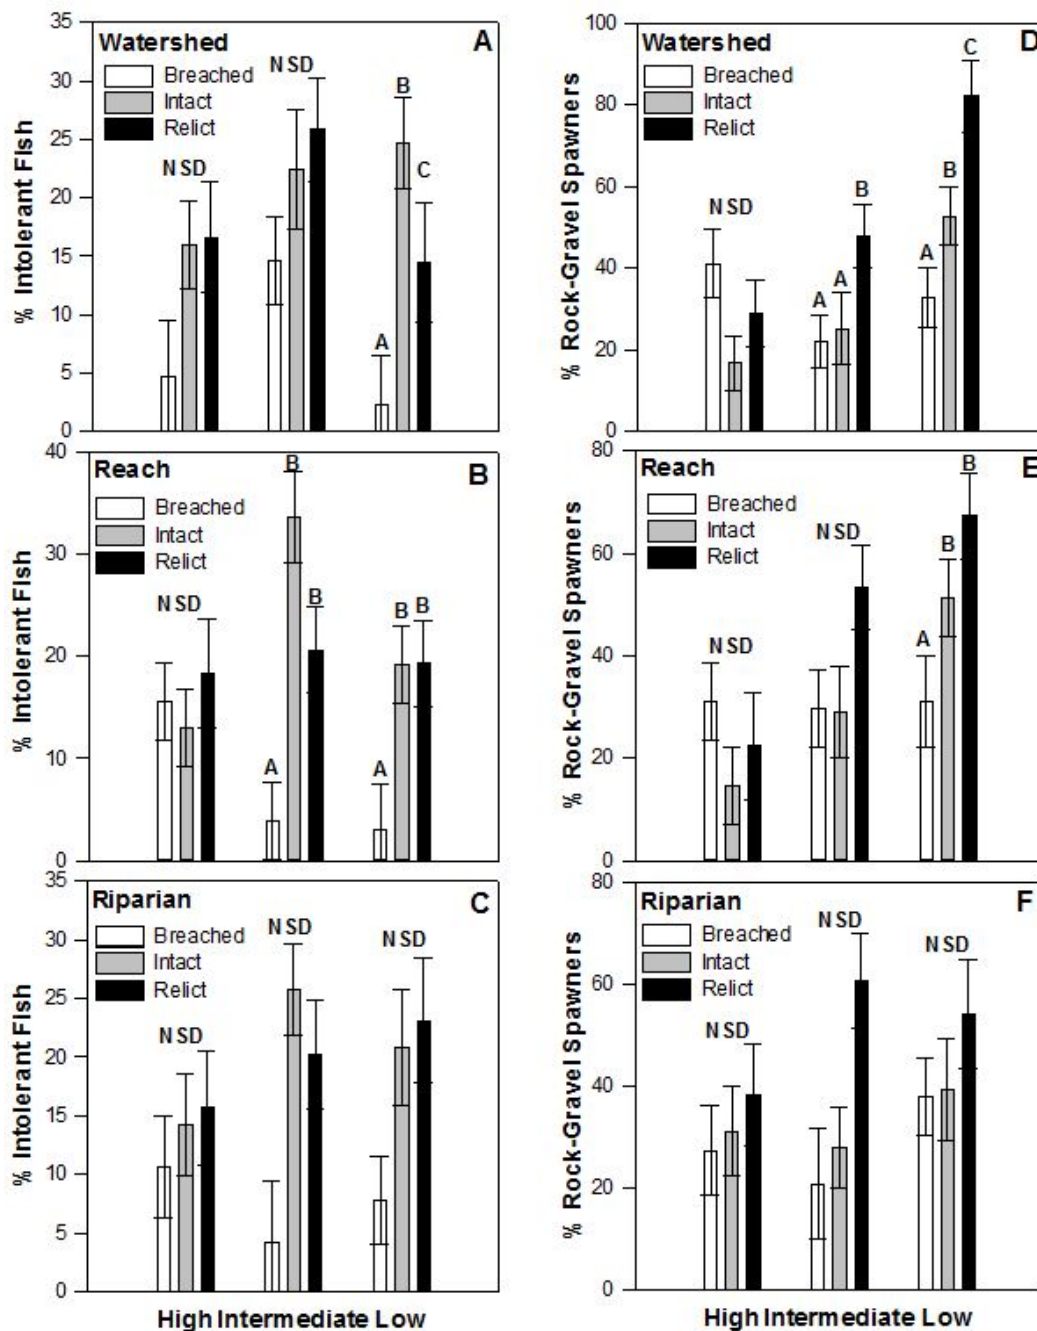 35
30
25
20
15
10
5
0
% Intolerant Fish
Watershed
A
Breached
Intact
Relict
NSD
NSD
A
B
C
100
80
60
40
20
0
% Rock-Gravel Spawners
Watershed
D
Breached
Intact
Relict
NSD
A
A
B
A
B
C
40
30
20
10
0
% Intolerant Fish
Reach
B
Breached
Intact
Relict
NSD
A
B
B
A
B
B
80
60
40
20
0
% Rock-Gravel Spawners
Reach
E
Breached
Intact
Relict
NSD
NSD
A
B
B
35
30
25
20
15
10
5
0
% Intolerant Fish
Riparian
C
Breached
Intact
Relict
NSD
NSD
NSD
High Intermediate Low
80
60
40
20
0
% Rock-Gravel Spawners
Riparian
F
Breached
Intact
Relict
NSD
NSD
NSD
High Intermediate Low